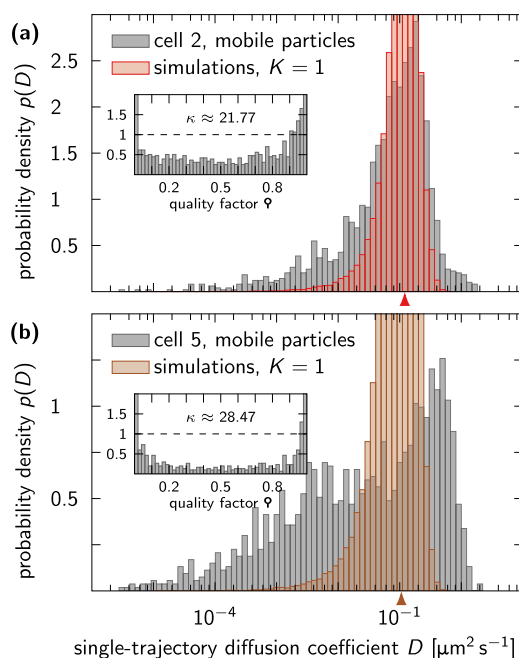 (a)
cell 2, mobile particles
simulations, K = 1
2.5
2
1.5
1
0.5
probability density p(D)
κ ≈ 21.77
1.5
1
0.5
0.2 0.6 0.8
quality factor ϙ
(b)
cell 5, mobile particles
simulations, K = 1
1
0.5
probability density p(D)
κ ≈ 28.47
1.5
1
0.5
0.2 0.6 0.8
quality factor ϙ
10⁻⁴ 10⁻¹
single-trajectory diffusion coefficient D [µm² s⁻¹]